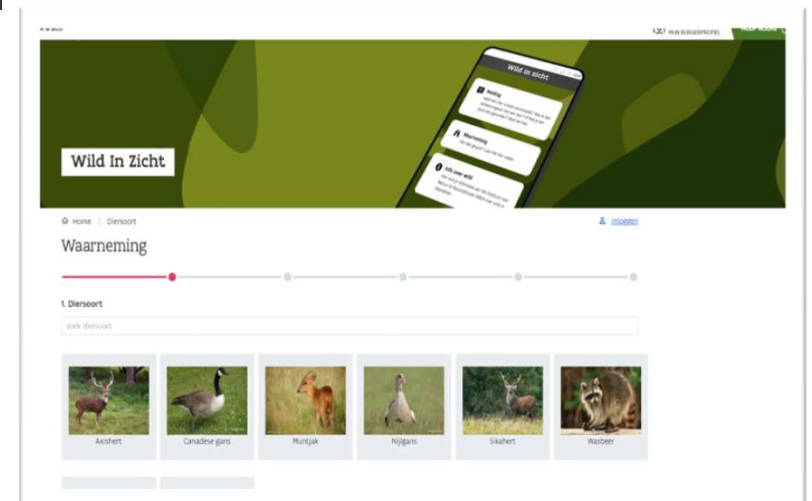 MIJN BURGERPROFIEL
Wild in zicht
Melding
Waarneming
Info over wild
Wild In Zicht
Home
Diersoort
Inloggen
Waarneming
1. Diersoort
zoek diersoort
Axishert
Canadese gans
Muntjak
Nijlgans
Sikahert
Wasbeer